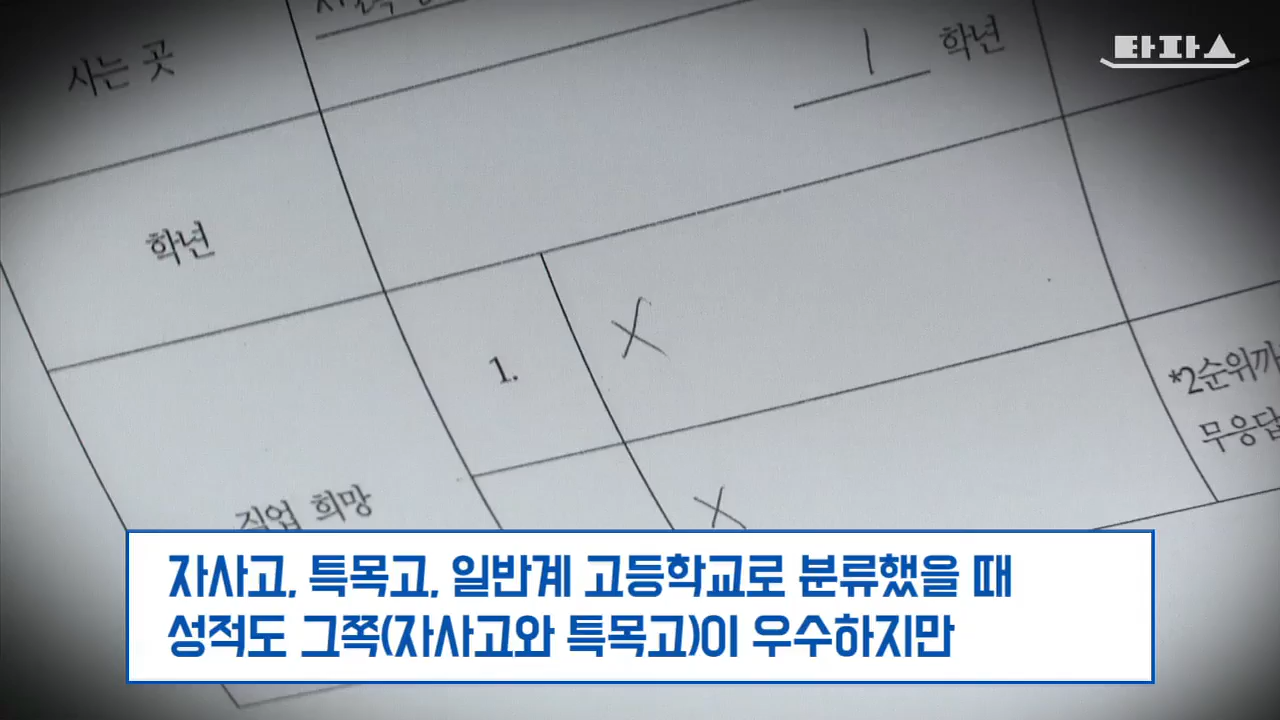 타파스
사는 곳
1 학년
학년
1.
X
*2순위까
무응답
직업 희망
X
자사고, 특목고, 일반계 고등학교로 분류했을 때
성적도 그쪽(자사고와 특목고)이 우수하지만